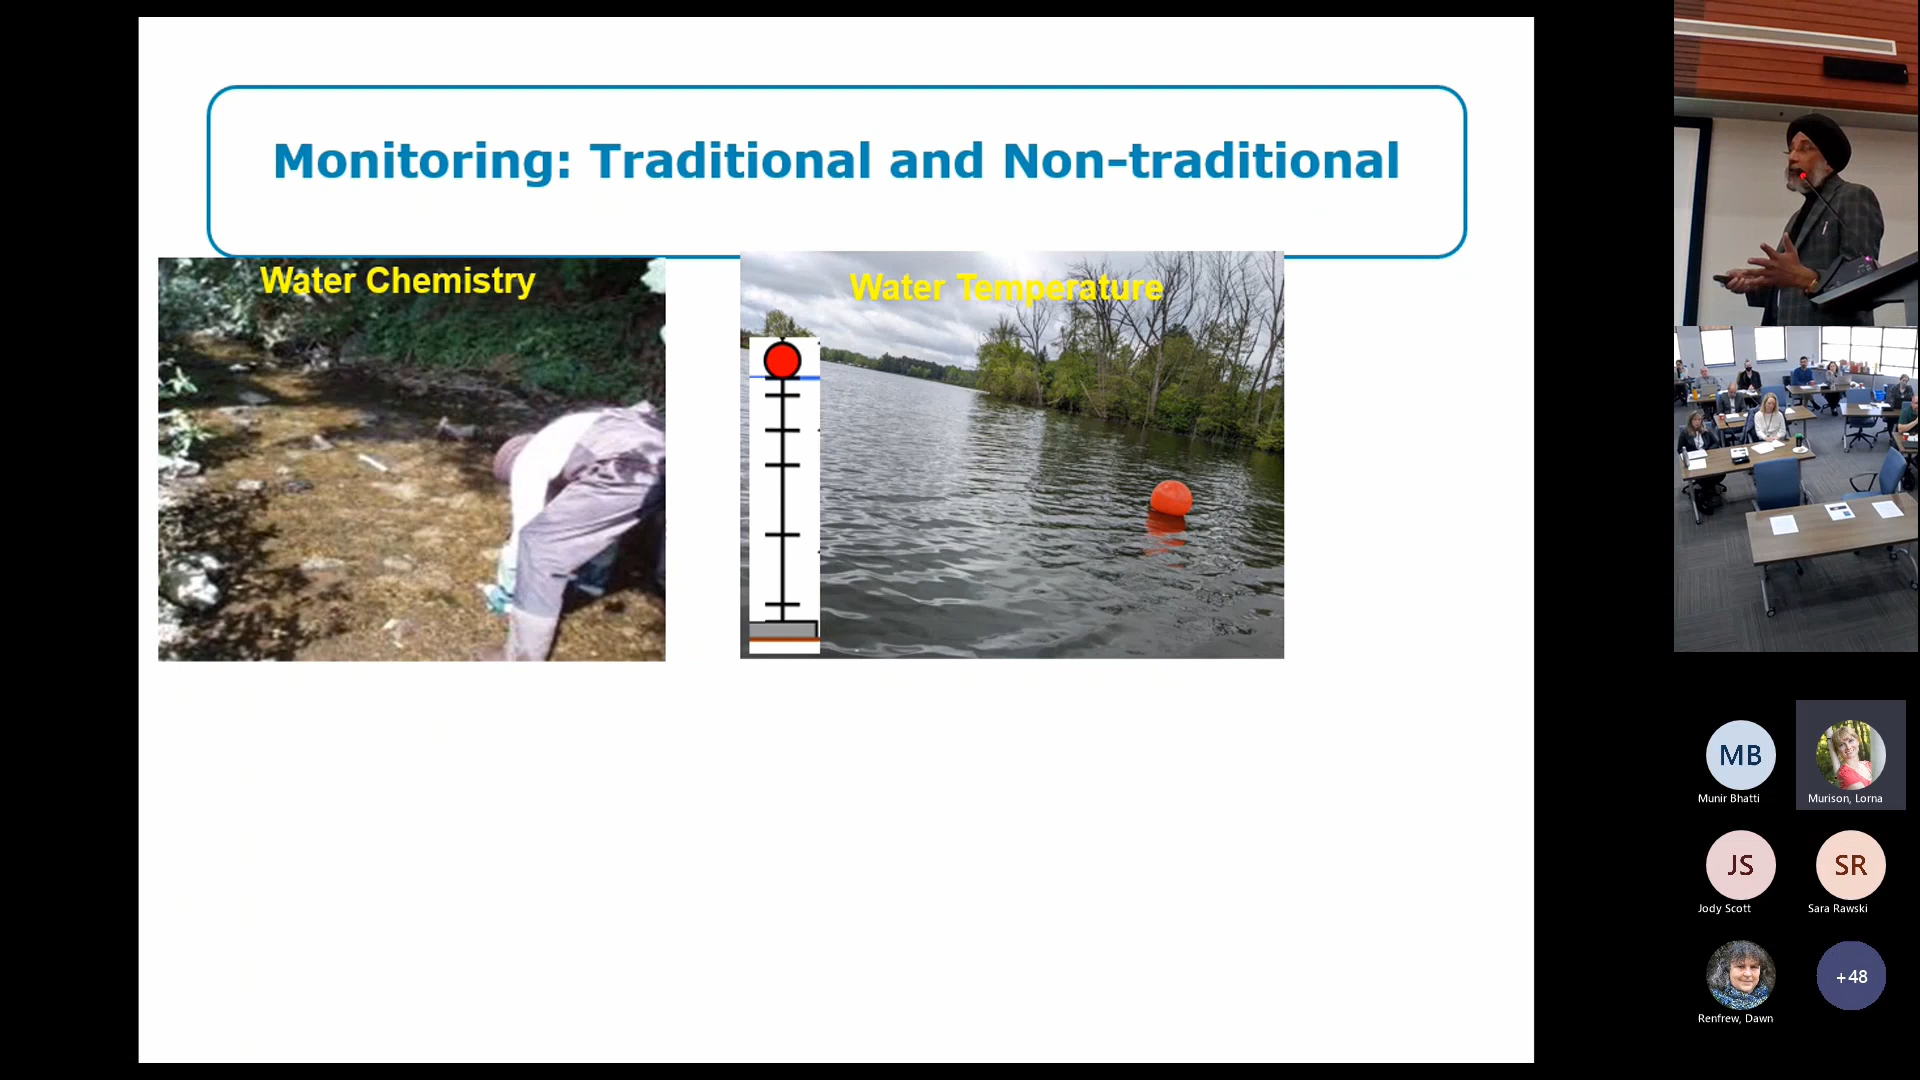 Monitoring: Traditional and Non-traditional
Water Chemistry
Water Temperature
MB
Munir Bhatti
Murison, Lorna
JS
Jody Scott
SR
Sara Rawski
Renfrew, Dawn
+48